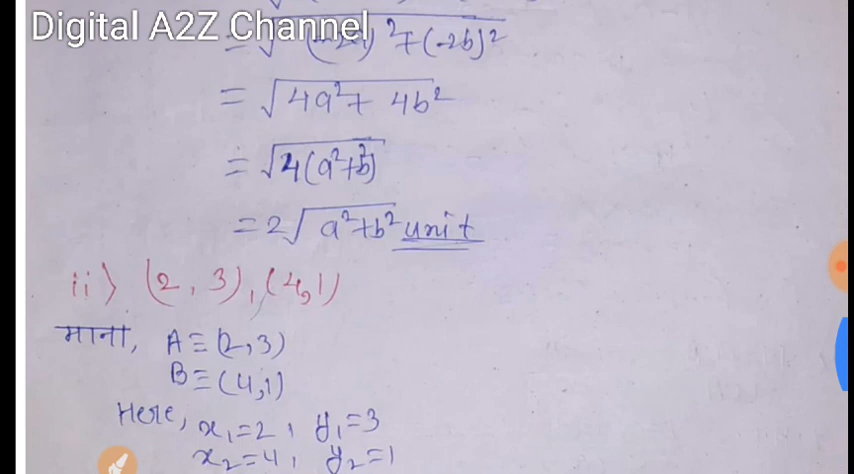 Digital A2Z Channel
= √(-2a)²+(-2b)²
= √4a²+ 4b²
= √4(a²+b²)
= 2√a²+b² unit
ii) (2, 3), (4,1)
माना, A ≡ (2,3)
B ≡ (4,1)
Here, x₁=2, y₁=3
x₂=4, y₂=1